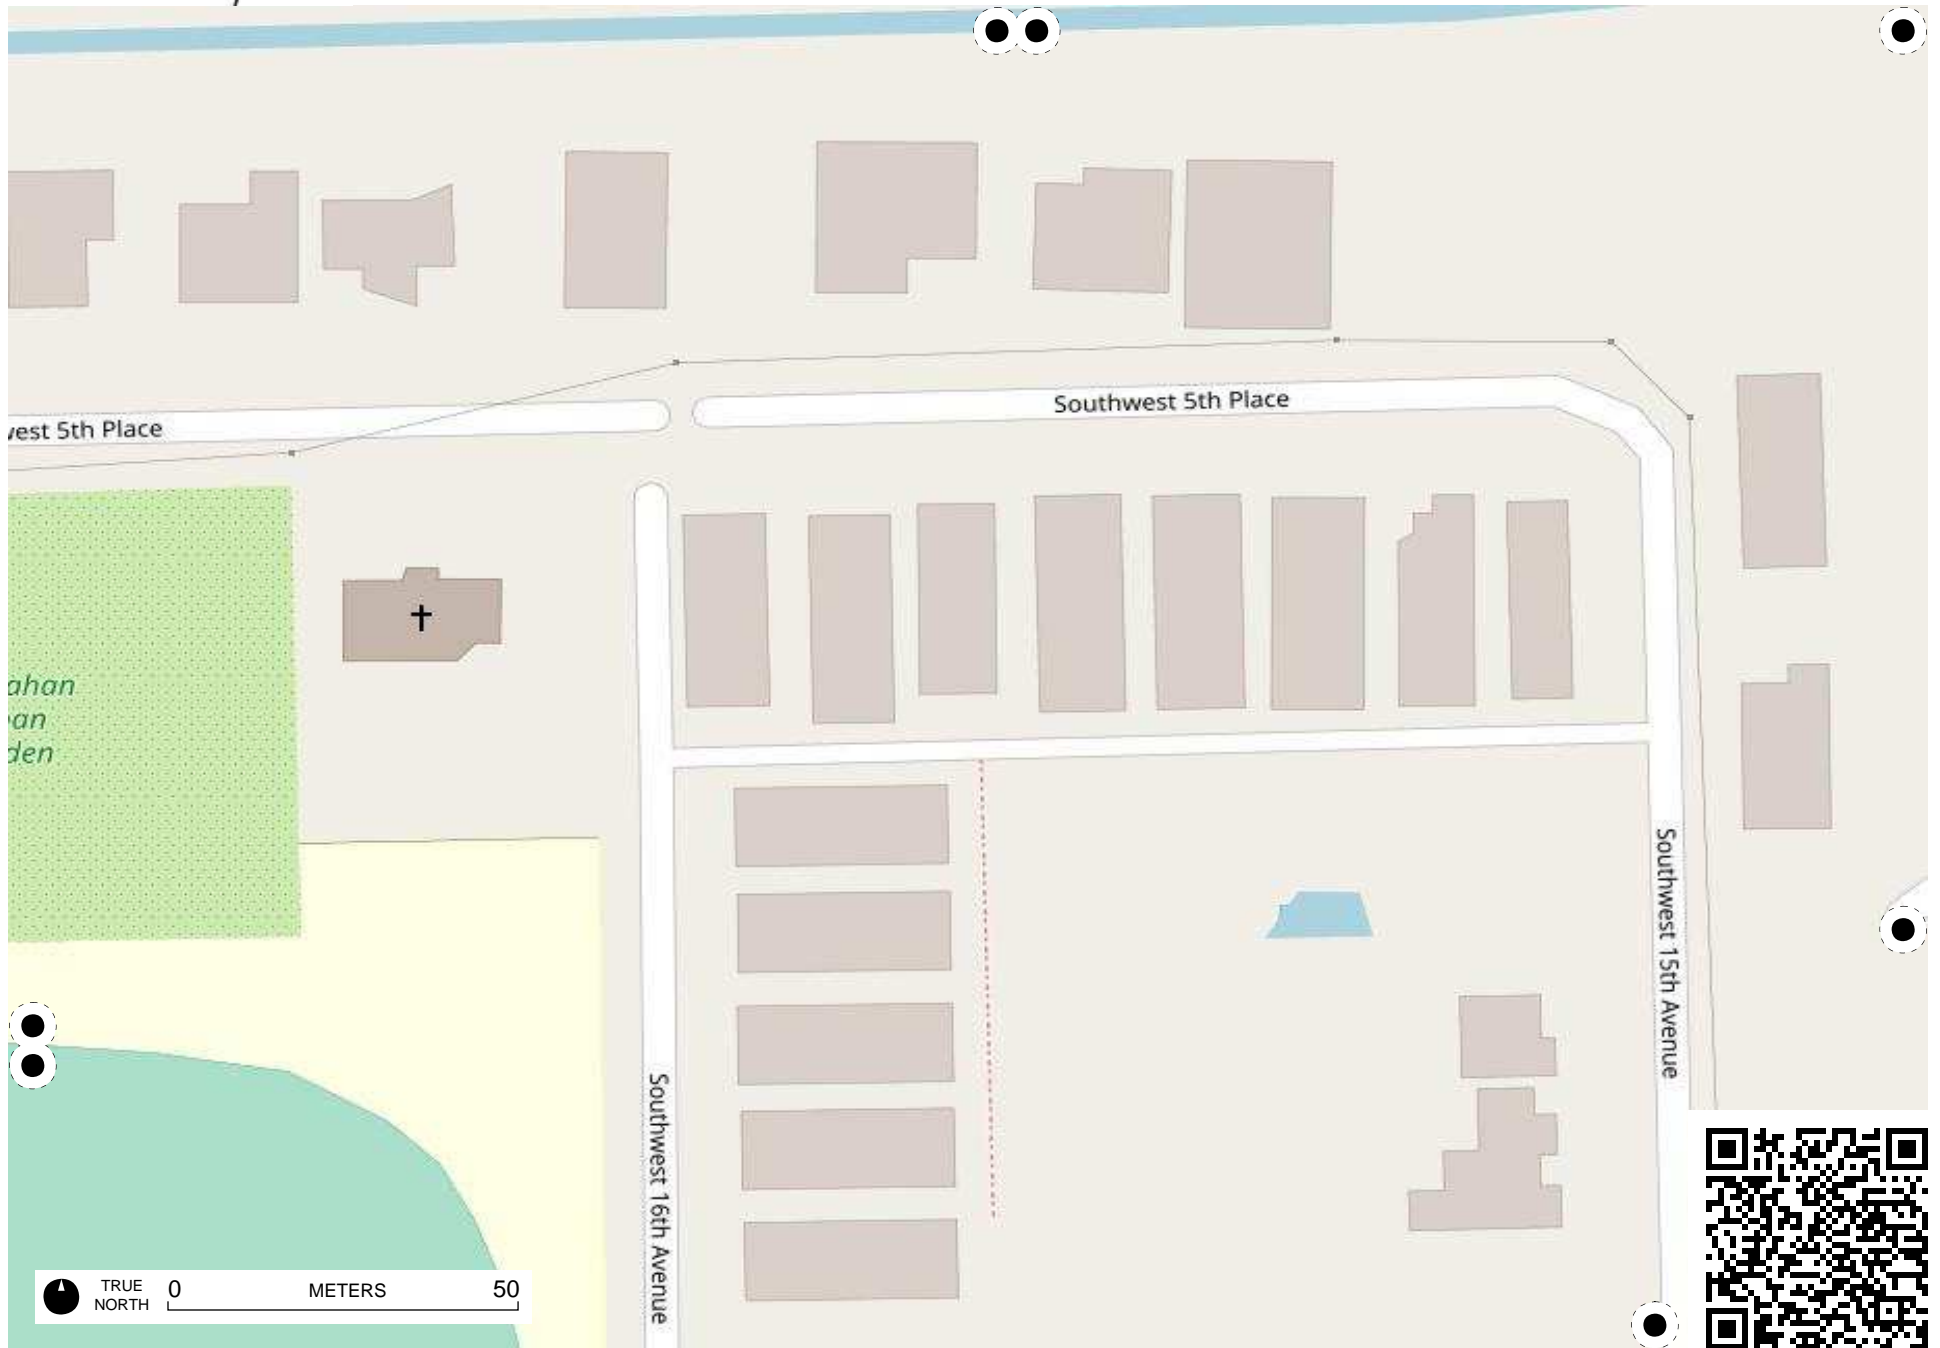 Southwest 5th Place
west 5th Place
ahan
an
den
Southwest 15th Avenue
Southwest 16th Avenue
TRUE NORTH
0 METERS 50